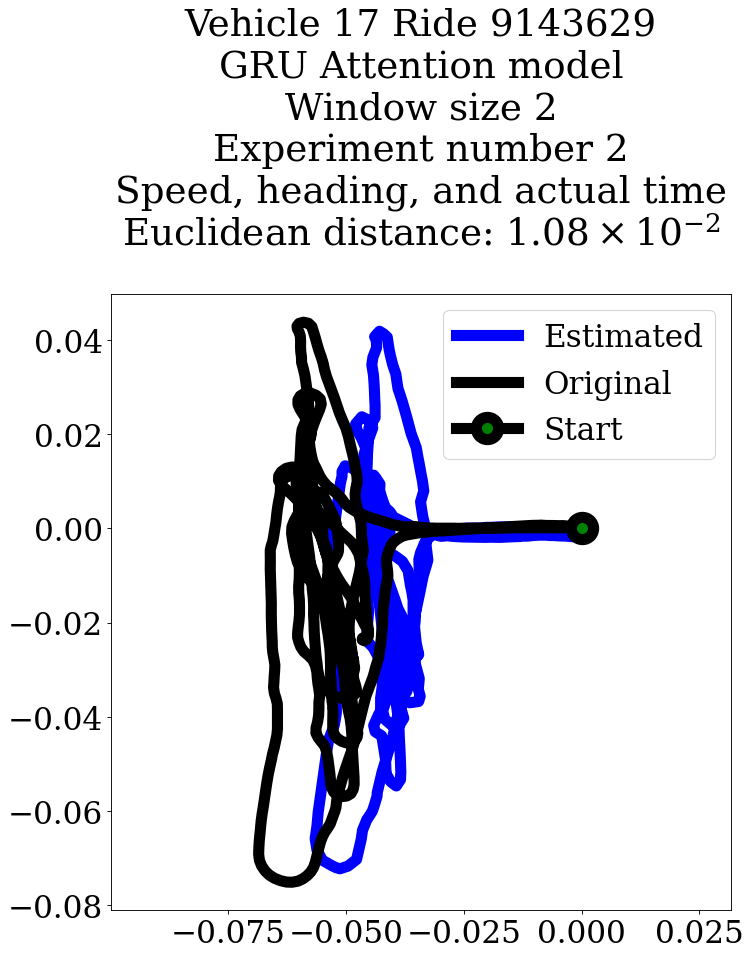 Vehicle 17 Ride 9143629
GRU Attention model
Window size 2
Experiment number 2
Speed, heading, and actual time
Euclidean distance: 1.08 × 10⁻²
Estimated
Original
Start
0.04
0.02
0.00
−0.02
−0.04
−0.06
−0.08
−0.075 −0.050 −0.025 0.000 0.025